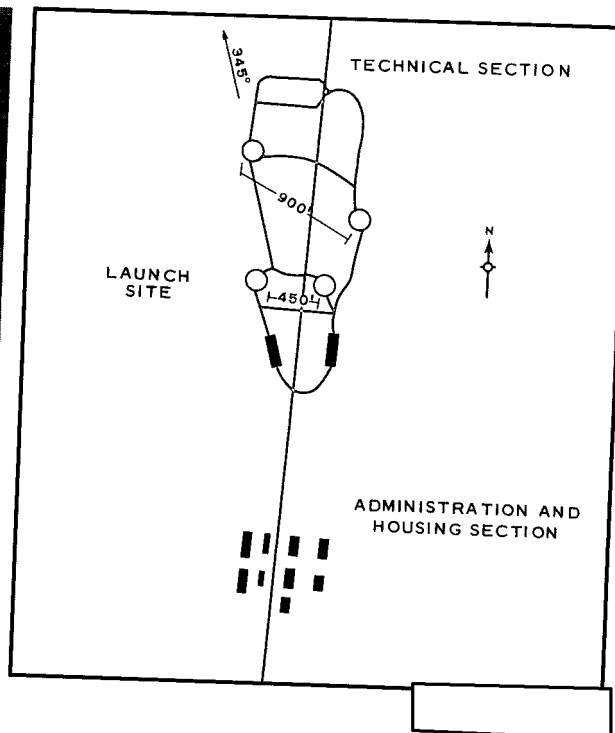 345°
TECHNICAL SECTION
900'
N
LAUNCH
SITE
450'
ADMINISTRATION AND
HOUSING SECTION